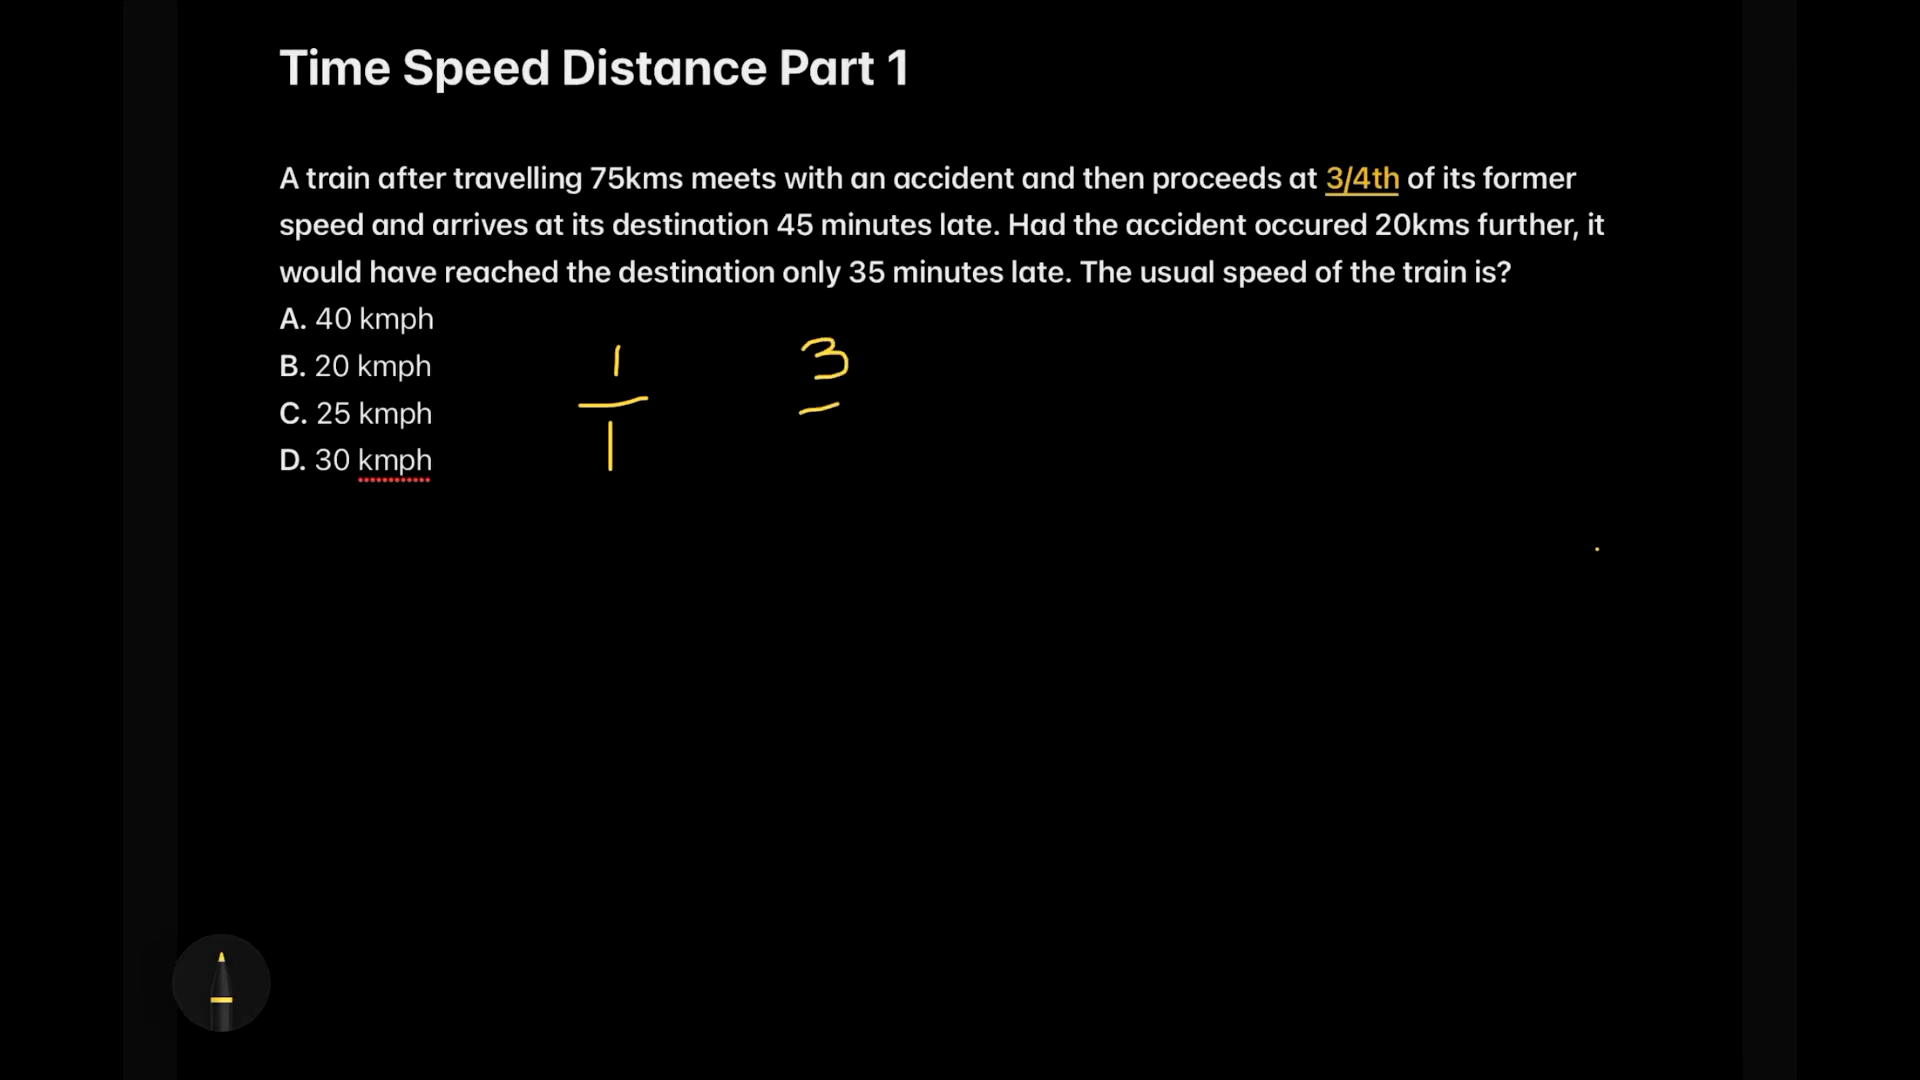 Time Speed Distance Part 1
A train after travelling 75kms meets with an accident and then proceeds at 3/4th of its former
speed and arrives at its destination 45 minutes late. Had the accident occured 20kms further, it
would have reached the destination only 35 minutes late. The usual speed of the train is?
A. 40 kmph
B. 20 kmph
C. 25 kmph
D. 30 kmph
1 3
1